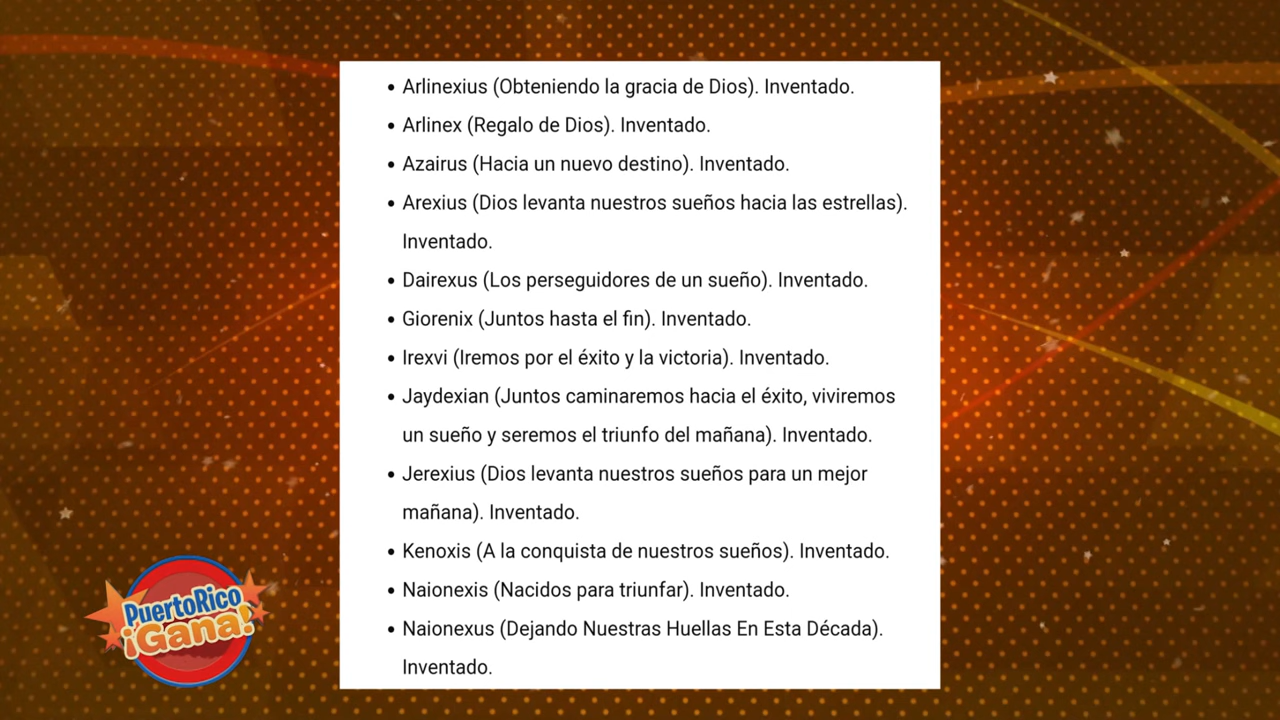 • Arlinexius (Obteniendo la gracia de Dios). Inventado.
• Arlinex (Regalo de Dios). Inventado.
• Azairus (Hacia un nuevo destino). Inventado.
• Arexius (Dios levanta nuestros sueños hacia las estrellas).
Inventado.
• Dairexus (Los perseguidores de un sueño). Inventado.
• Giorenix (Juntos hasta el fin). Inventado.
• Irexvi (Iremos por el éxito y la victoria). Inventado.
• Jaydexian (Juntos caminaremos hacia el éxito, viviremos
un sueño y seremos el triunfo del mañana). Inventado.
• Jerexius (Dios levanta nuestros sueños para un mejor
mañana). Inventado.
• Kenoxis (A la conquista de nuestros sueños). Inventado.
• Naionexis (Nacidos para triunfar). Inventado.
• Naionexus (Dejando Nuestras Huellas En Esta Década).
Inventado.
PuertoRico
¡Gana!